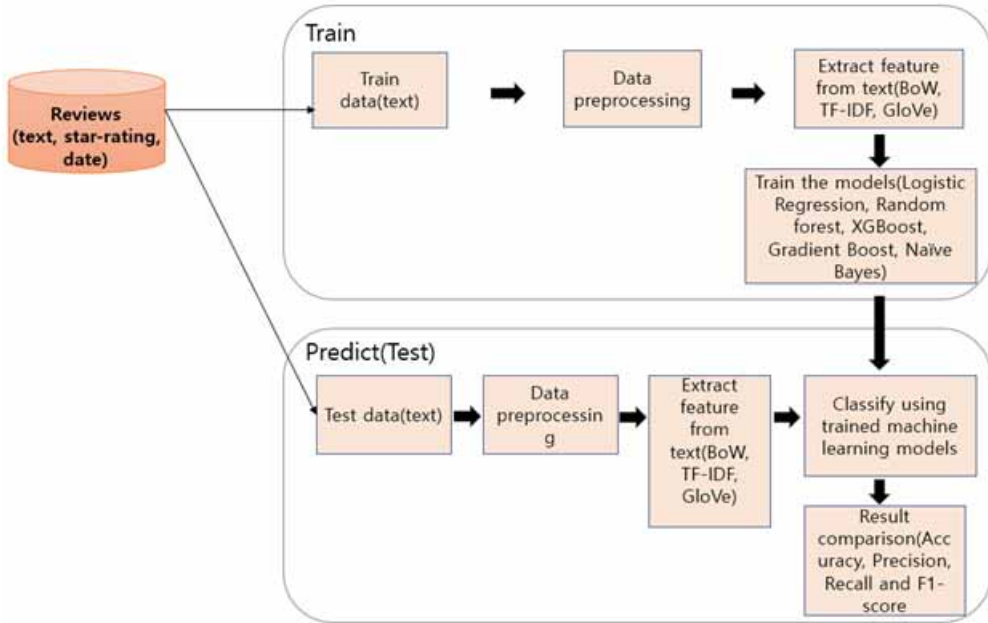 Reviews
(text, star-rating,
date)
Train
Train
data(text)
Data
preprocessing
Extract feature
from text(BoW,
TF-IDF, GloVe)
Train the models(Logistic
Regression, Random
forest, XGBoost,
Gradient Boost, Naïve
Bayes)
Predict(Test)
Test data(text)
Data
preprocessin
g
Extract
feature
from
text(BoW,
TF-IDF,
GloVe)
Classify using
trained machine
learning models
Result
comparison(Acc
uracy, Precision,
Recall and F1-
score